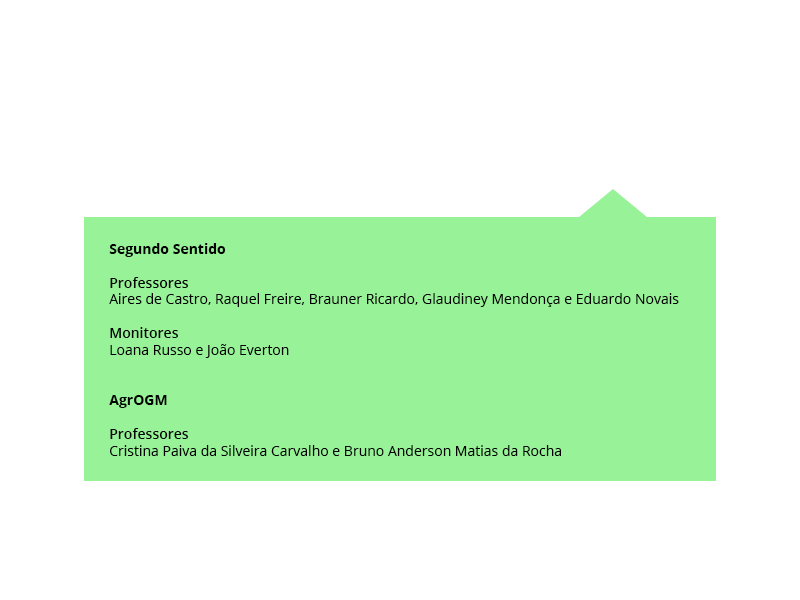 Segundo Sentido
Professores
Aires de Castro, Raquel Freire, Brauner Ricardo, Glaudiney Mendonça e Eduardo Novais
Monitores
Loana Russo e João Everton
AgrOGM
Professores
Cristina Paiva da Silveira Carvalho e Bruno Anderson Matias da Rocha